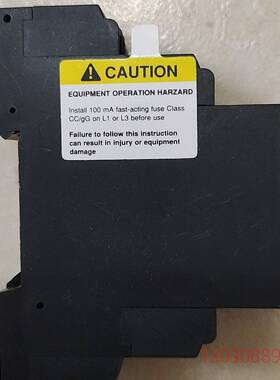 CAUTION
EQUIPMENT OPERATION HARZARD
Install 100 mA fast-acting fuse Class
CC/gG on L1 or L3 before use
Failure to follow this instruction
can result in injury or equipment
damage